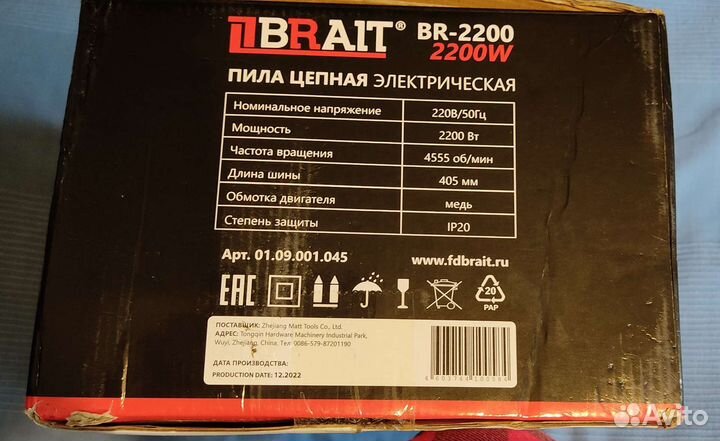 BRAIT® BR-2200
2200W
ПИЛА ЦЕПНАЯ ЭЛЕКТРИЧЕСКАЯ
Номинальное напряжение 220В/50Гц
Мощность 2200 Вт
Частота вращения 4555 об/мин
Длина шины 405 мм
Обмотка двигателя медь
Степень защиты IP20
Арт. 01.09.001.045 www.fdbrait.ru
EAC
20
PAP
ПОСТАВЩИК: Zhejiang Matt Tools Co., Ltd.
АДРЕС: Tongqin Hardware Machinery Industrial Park,
Wuyi, Zhejiang, China. Тел: 0086-579-87201190
ДАТА ПРОИЗВОДСТВА:
PRODUCTION DATE: 12.2022
4603764100584
Avito